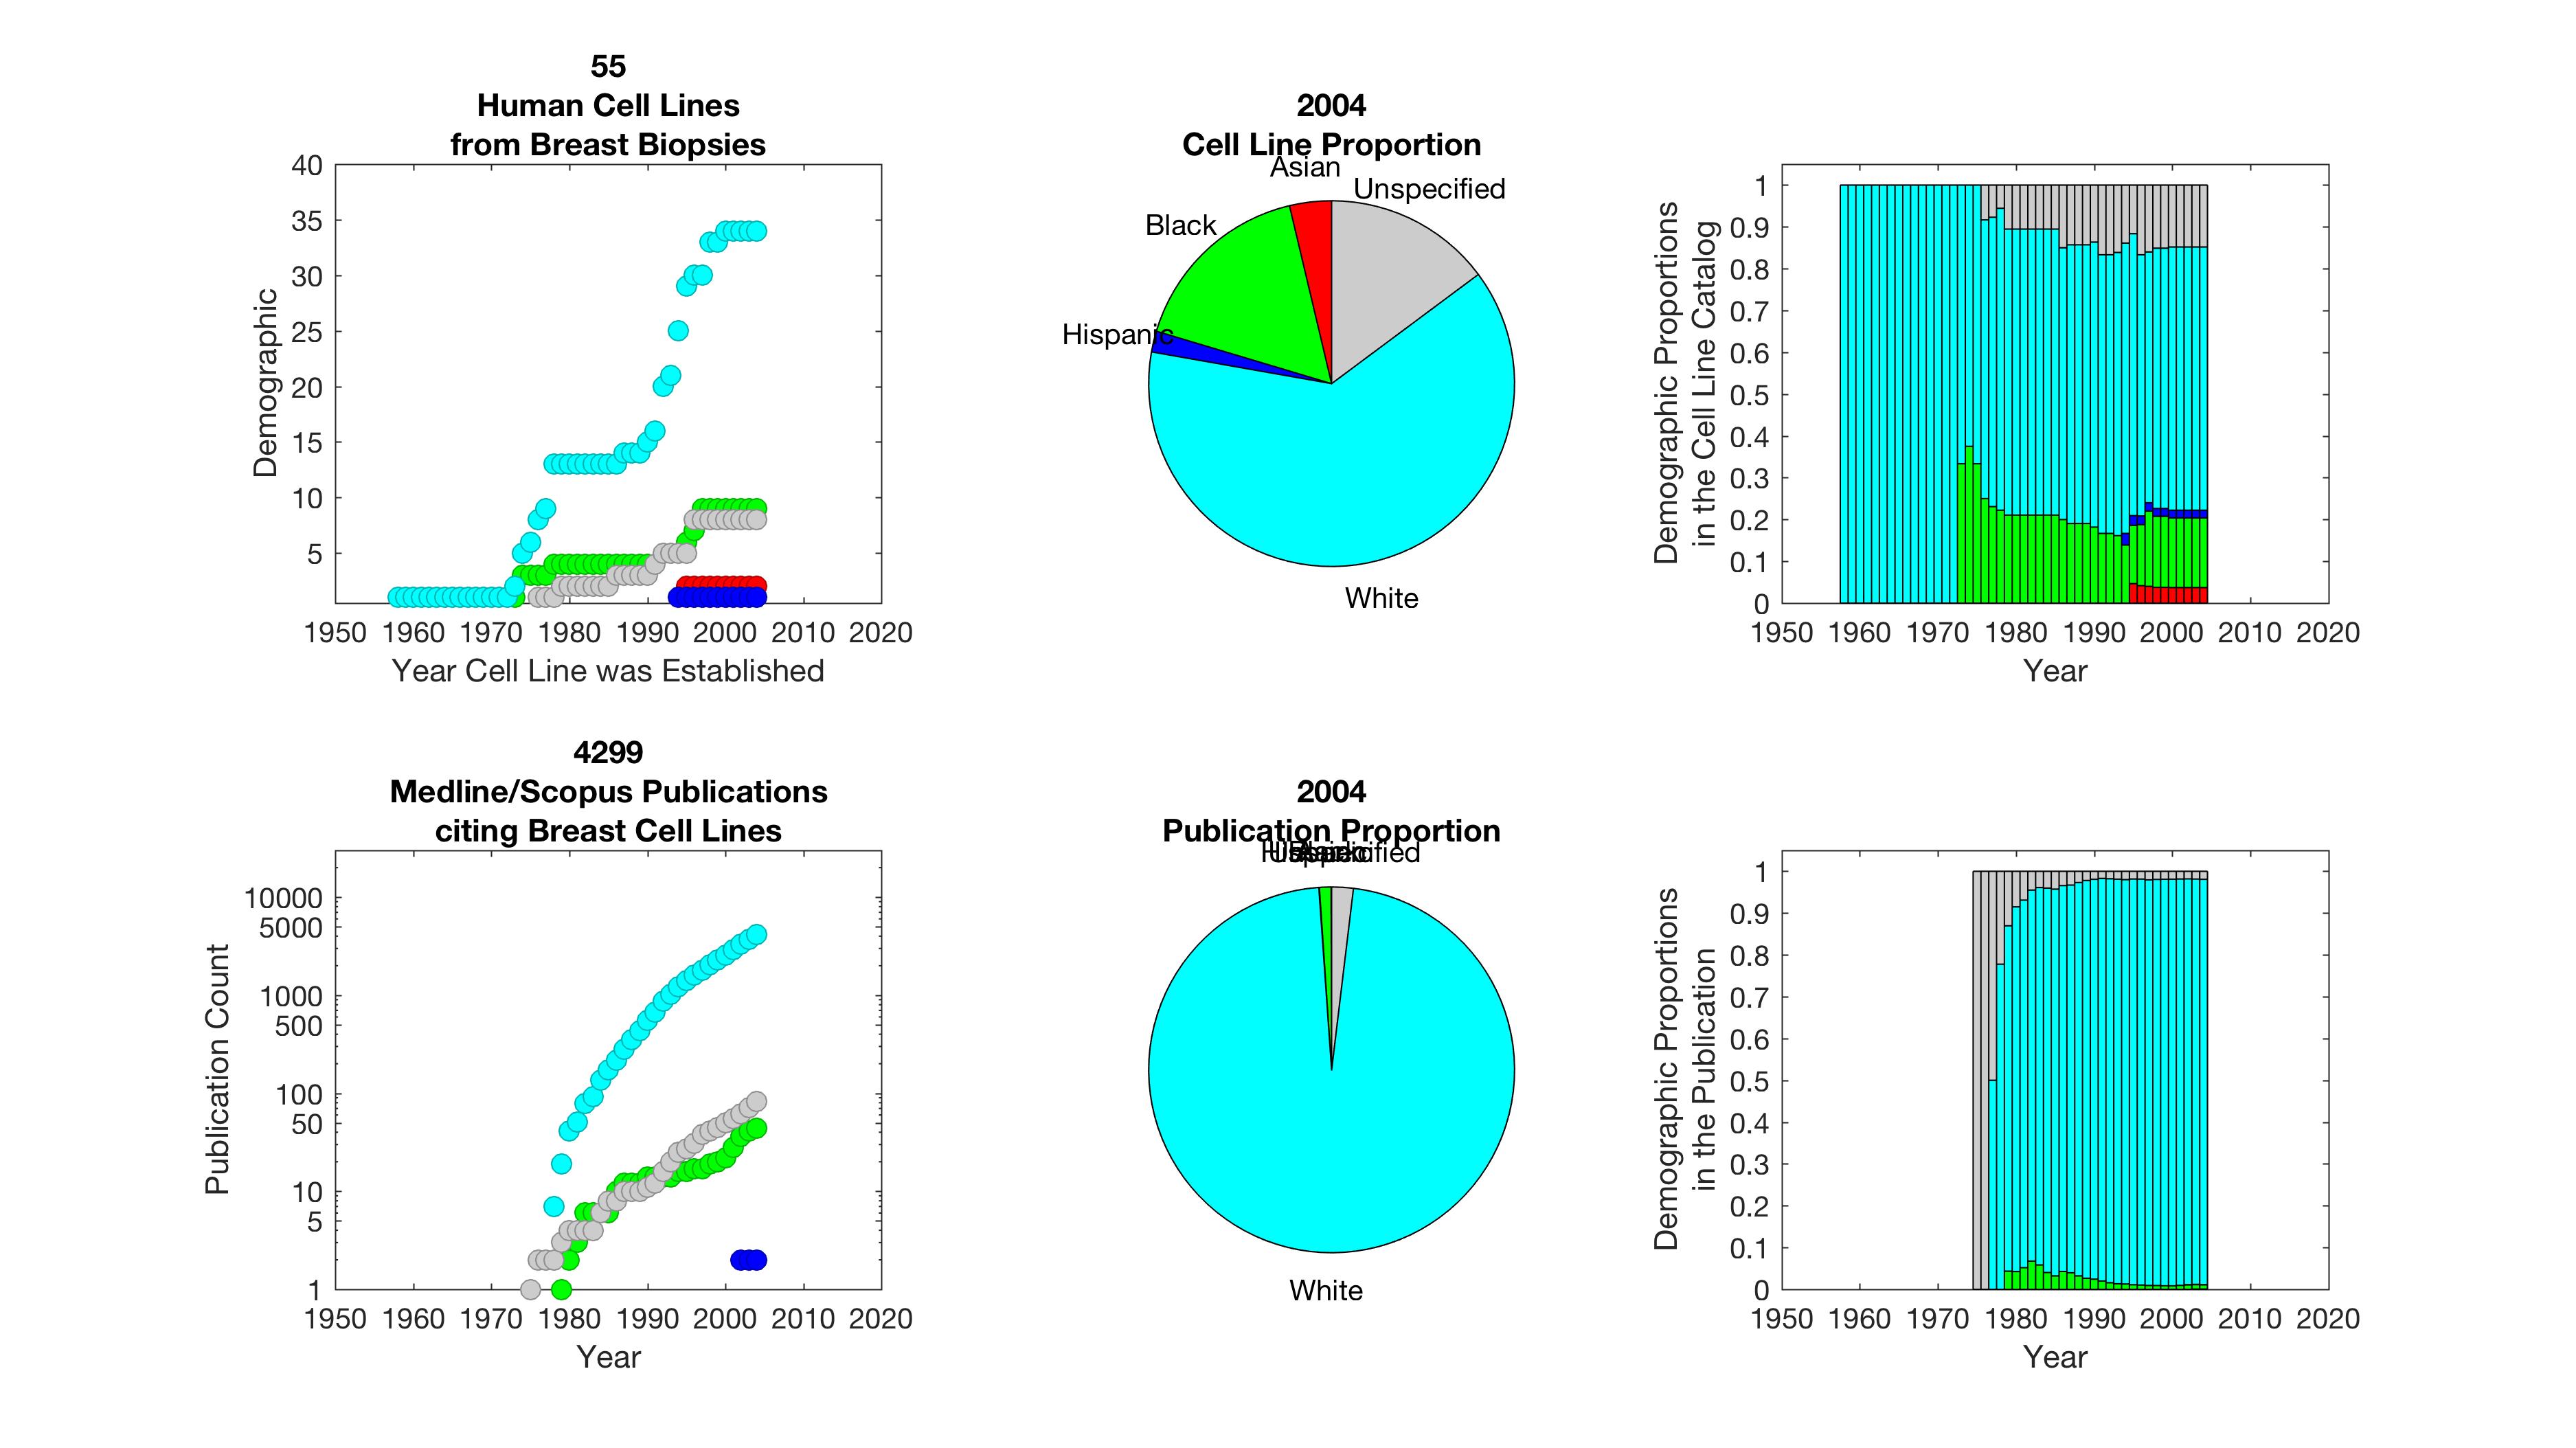 55
Human Cell Lines
from Breast Biopsies
40
35
30
25
20
15
10
5
Demographic
1950 1960 1970 1980 1990 2000 2010 2020
Year Cell Line was Established
2004
Cell Line Proportion
Asian
Unspecified
Black
Hispanic
White
1
0.9
0.8
0.7
0.6
0.5
0.4
0.3
0.2
0.1
0
Demographic Proportions
in the Cell Line Catalog
1950 1960 1970 1980 1990 2000 2010 2020
Year
4299
Medline/Scopus Publications
citing Breast Cell Lines
10000
5000
1000
500
100
50
10
5
1
Publication Count
1950 1960 1970 1980 1990 2000 2010 2020
Year
2004
Publication Proportion
White
1
0.9
0.8
0.7
0.6
0.5
0.4
0.3
0.2
0.1
0
Demographic Proportions
in the Publication
1950 1960 1970 1980 1990 2000 2010 2020
Year